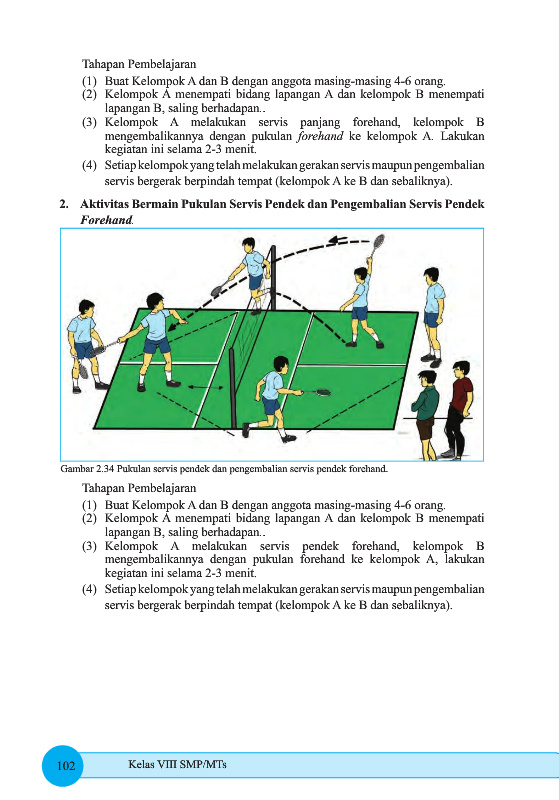 Tahapan Pembelajaran
(1) Buat Kelompok A dan B dengan anggota masing-masing 4-6 orang.
(2) Kelompok A menempati bidang lapangan A dan kelompok B menempati
lapangan B, saling berhadapan..
(3) Kelompok A melakukan servis panjang forehand, kelompok B
mengembalikannya dengan pukulan forehand ke kelompok A. Lakukan
kegiatan ini selama 2-3 menit.
(4) Setiap kelompok yang telah melakukan gerakan servis maupun pengembalian
servis bergerak berpindah tempat (kelompok A ke B dan sebaliknya).
2. Aktivitas Bermain Pukulan Servis Pendek dan Pengembalian Servis Pendek
Forehand.
Gambar 2.34 Pukulan servis pendek dan pengembalian servis pendek forehand.
Tahapan Pembelajaran
(1) Buat Kelompok A dan B dengan anggota masing-masing 4-6 orang.
(2) Kelompok A menempati bidang lapangan A dan kelompok B menempati
lapangan B, saling berhadapan..
(3) Kelompok A melakukan servis pendek forehand, kelompok B
mengembalikannya dengan pukulan forehand ke kelompok A, lakukan
kegiatan ini selama 2-3 menit.
(4) Setiap kelompok yang telah melakukan gerakan servis maupun pengembalian
servis bergerak berpindah tempat (kelompok A ke B dan sebaliknya).
102 Kelas VIII SMP/MTs